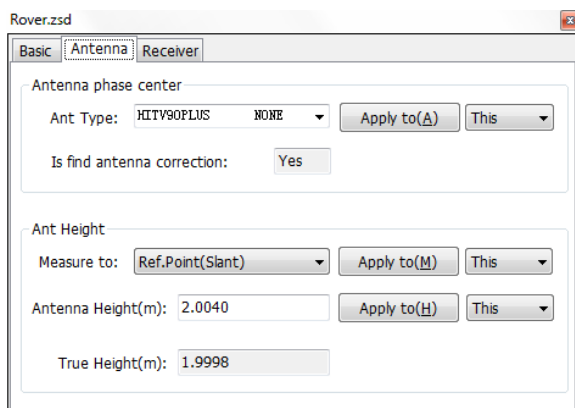 Rover.zsd
Basic Antenna Receiver
Antenna phase center
Ant Type: HITV90PLUS NONE Apply to(A) This
Is find antenna correction: Yes
Ant Height
Measure to: Ref.Point(Slant) Apply to(M) This
Antenna Height(m): 2.0040 Apply to(H) This
True Height(m): 1.9998